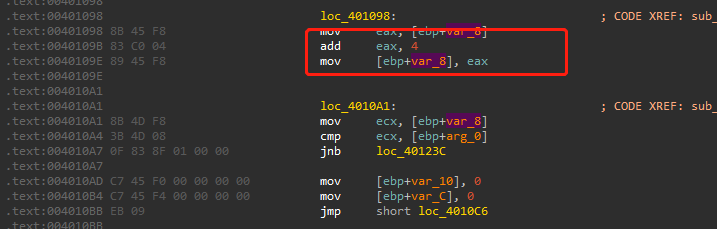 .text:00401098
.text:00401098 loc_401098: ; CODE XREF: sub_
.text:00401098 8B 45 F8 mov eax, [ebp+var_8]
.text:0040109B 83 C0 04 add eax, 4
.text:0040109E 89 45 F8 mov [ebp+var_8], eax
.text:0040109E
.text:004010A1
.text:004010A1 loc_4010A1: ; CODE XREF: sub_
.text:004010A1 8B 4D F8 mov ecx, [ebp+var_8]
.text:004010A4 3B 4D 08 cmp ecx, [ebp+arg_0]
.text:004010A7 0F 83 8F 01 00 00 jnb loc_40123C
.text:004010A7
.text:004010AD C7 45 F0 00 00 00 00 mov [ebp+var_10], 0
.text:004010B4 C7 45 F4 00 00 00 00 mov [ebp+var_C], 0
.text:004010BB EB 09 jmp short loc_4010C6
.text:004010BB